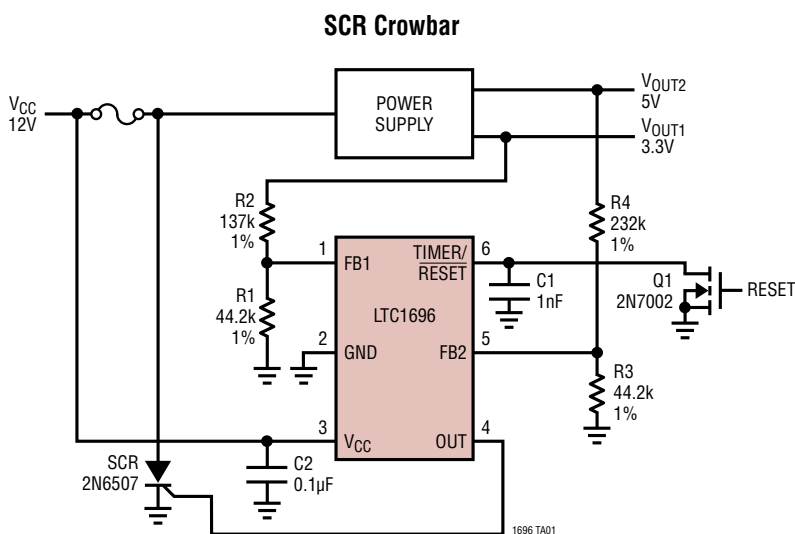 SCR Crowbar
VCC
12V
POWER
SUPPLY
VOUT2
5V
VOUT1
3.3V
R2
137k
1%
R4
232k
1%
1
FB1
TIMER/
RESET
6
C1
1nF
Q1
2N7002
RESET
R1
44.2k
1%
LTC1696
2
GND
FB2
5
R3
44.2k
1%
3
VCC
OUT
4
SCR
2N6507
C2
0.1µF
1696 TA01